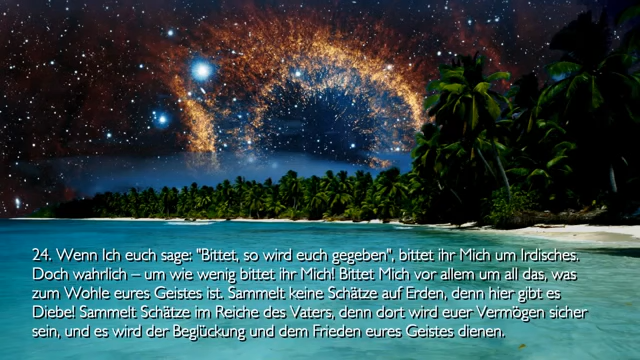 24. Wenn Ich euch sage: "Bittet, so wird euch gegeben", bittet ihr Mich um Irdisches.
Doch wahrlich – um wie wenig bittet ihr Mich! Bittet Mich vor allem um all das, was
zum Wohle eures Geistes ist. Sammelt keine Schätze auf Erden, denn hier gibt es
Diebe! Sammelt Schätze im Reiche des Vaters, denn dort wird euer Vermögen sicher
sein, und es wird der Beglückung und dem Frieden eures Geistes dienen.